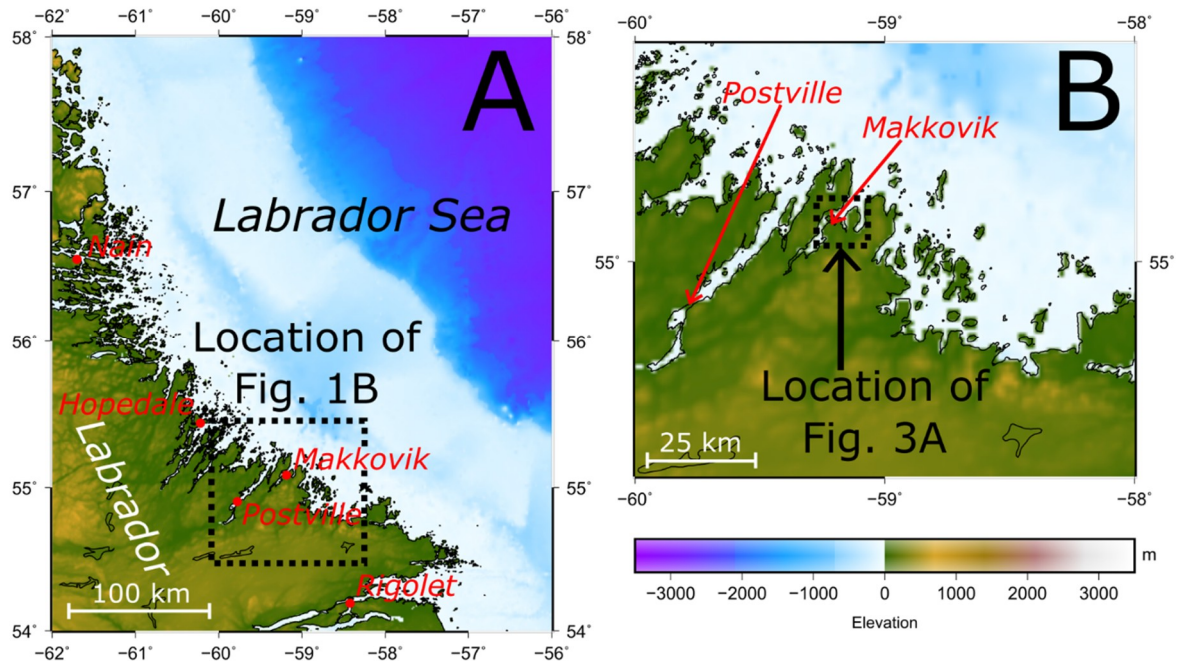 −62˚ −61˚ −60˚ −59˚ −58˚ −57˚ −56˚
58˚ 58˚
A
57˚ 57˚
Labrador Sea
Nain
56˚ 56˚
Location of
Fig. 1B
Hopedale
Labrador
Makkovik
55˚ 55˚
Postville
Rigolet
100 km
54˚ 54˚
−62˚ −61˚ −60˚ −59˚ −58˚ −57˚ −56˚
−60˚ −59˚ −58˚
B
Postville
Makkovik
55˚ 55˚
Location of
Fig. 3A
25 km
−60˚ −59˚ −58˚
m
−3000 −2000 −1000 0 1000 2000 3000
Elevation